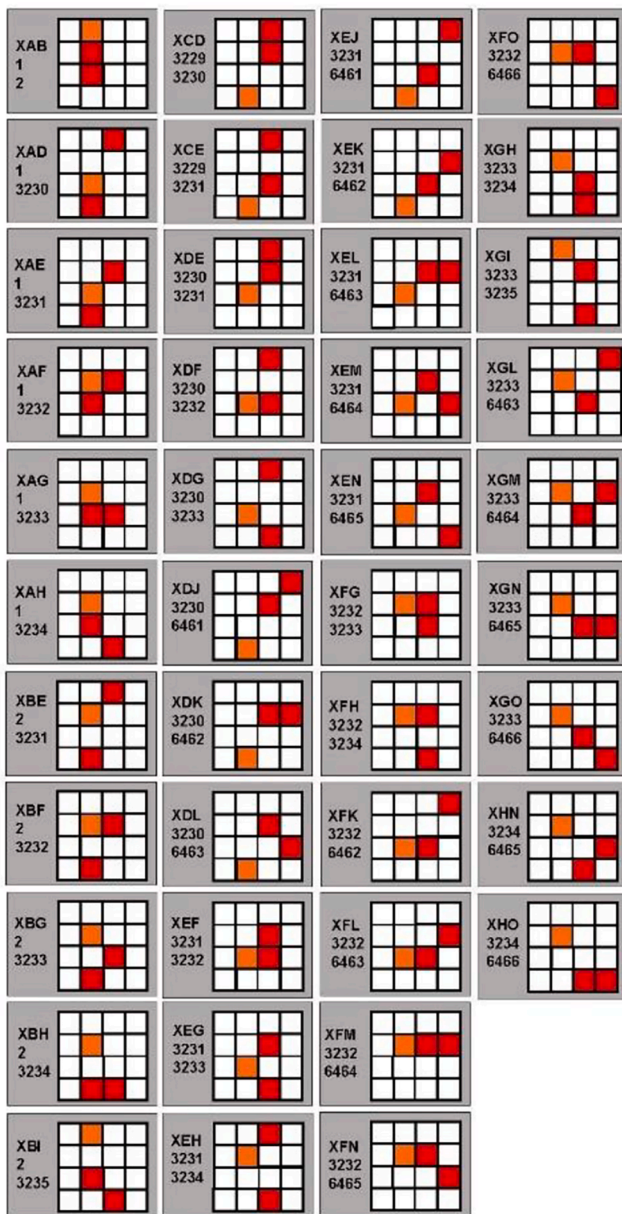 XAB
1
2
XAD
1
3230
XAE
1
3231
XAF
1
3232
XAG
1
3233
XAH
1
3234
XBE
2
3231
XBF
2
3232
XBG
2
3233
XBH
2
3234
XBI
2
3235
XCD
3229
3230
XCE
3229
3231
XDE
3230
3231
XDF
3230
3232
XDG
3230
3233
XDJ
3230
6461
XDK
3230
6462
XDL
3230
6463
XEF
3231
3232
XEG
3231
3233
XEH
3231
3234
XEJ
3231
6461
XEK
3231
6462
XEL
3231
6463
XEM
3231
6464
XEN
3231
6465
XFG
3232
3233
XFH
3232
3234
XFK
3232
6462
XFL
3232
6463
XFM
3232
6464
XFN
3232
6465
XFO
3232
6466
XGH
3233
3234
XGI
3233
3235
XGL
3233
6463
XGM
3233
6464
XGN
3233
6465
XGO
3233
6466
XHN
3234
6465
XHO
3234
6466